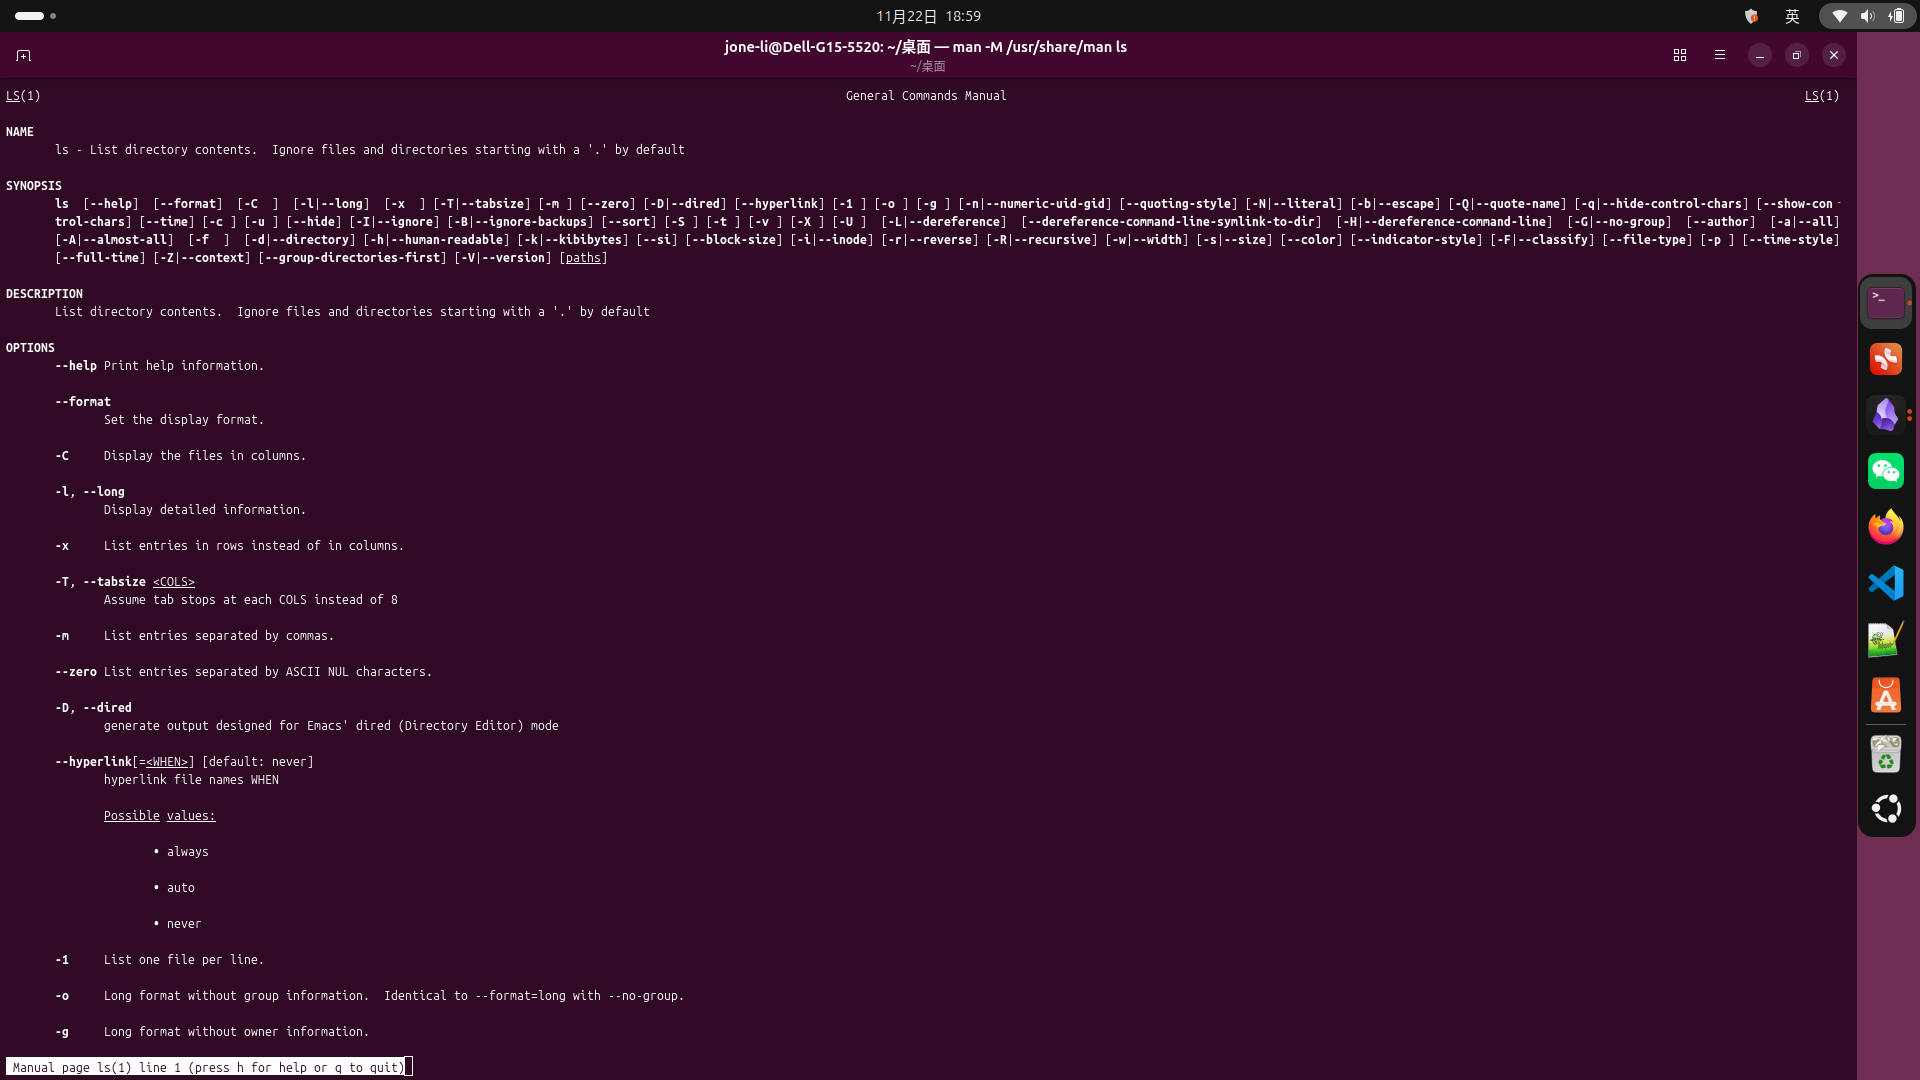 11月22日 18:59
英
jone-li@Dell-G15-5520: ~/桌面 — man -M /usr/share/man ls
~/桌面
LS(1) General Commands Manual LS(1)
NAME
ls - List directory contents.  Ignore files and directories starting with a '.' by default
SYNOPSIS
ls  [--help]  [--format]  [-C  ]  [-l|--long]  [-x  ] [-T|--tabsize] [-m ] [--zero] [-D|--dired] [--hyperlink] [-1 ] [-o ] [-g ] [-n|--numeric-uid-gid] [--quoting-style] [-N|--literal] [-b|--escape] [-Q|--quote-name] [-q|--hide-control-chars] [--show-con‐
trol-chars] [--time] [-c ] [-u ] [--hide] [-I|--ignore] [-B|--ignore-backups] [--sort] [-S ] [-t ] [-v ] [-X ] [-U ]  [-L|--dereference]  [--dereference-command-line-symlink-to-dir]  [-H|--dereference-command-line]  [-G|--no-group]  [--author]  [-a|--all]
[-A|--almost-all]  [-f  ]  [-d|--directory] [-h|--human-readable] [-k|--kibibytes] [--si] [--block-size] [-i|--inode] [-r|--reverse] [-R|--recursive] [-w|--width] [-s|--size] [--color] [--indicator-style] [-F|--classify] [--file-type] [-p ] [--time-style]
[--full-time] [-Z|--context] [--group-directories-first] [-V|--version] [paths]
DESCRIPTION
List directory contents.  Ignore files and directories starting with a '.' by default
OPTIONS
--help Print help information.
--format
Set the display format.
-C     Display the files in columns.
-l, --long
Display detailed information.
-x     List entries in rows instead of in columns.
-T, --tabsize <COLS>
Assume tab stops at each COLS instead of 8
-m     List entries separated by commas.
--zero List entries separated by ASCII NUL characters.
-D, --dired
generate output designed for Emacs' dired (Directory Editor) mode
--hyperlink[=<WHEN>] [default: never]
hyperlink file names WHEN
Possible values:
• always
• auto
• never
-1     List one file per line.
-o     Long format without group information.  Identical to --format=long with --no-group.
-g     Long format without owner information.
Manual page ls(1) line 1 (press h for help or q to quit)